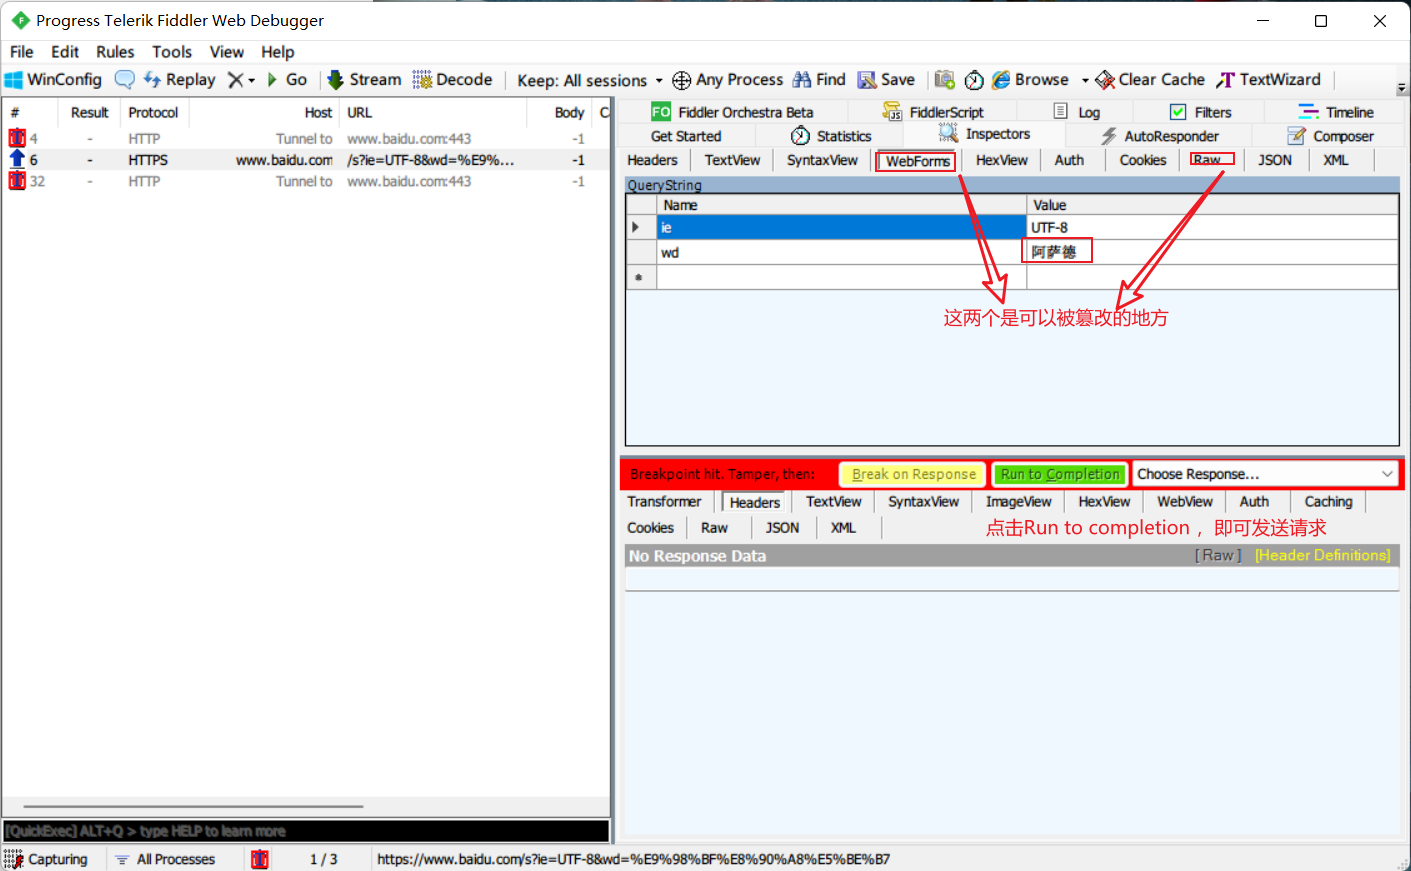 Progress Telerik Fiddler Web Debugger
File Edit Rules Tools View Help
WinConfig Replay Go Stream Decode Keep: All sessions Any Process Find Save Browse Clear Cache TextWizard
# Result Protocol Host URL Body C
4 - HTTP Tunnel to www.baidu.com:443 -1
6 - HTTPS www.baidu.com /s?ie=UTF-8&wd=%E9%... -1
32 - HTTP Tunnel to www.baidu.com:443 -1
FO Fiddler Orchestra Beta FiddlerScript Log Filters Timeline
Get Started Statistics Inspectors AutoResponder Composer
Headers TextView SyntaxView WebForms HexView Auth Cookies Raw JSON XML
QueryString
Name Value
ie UTF-8
wd 阿萨德
*
这两个是可以被篡改的地方
Breakpoint hit. Tamper, then: Break on Response Run to Completion Choose Response...
Transformer Headers TextView SyntaxView ImageView HexView WebView Auth Caching
Cookies Raw JSON XML
点击Run to completion ，即可发送请求
No Response Data [ Raw ] [Header Definitions]
[QuickExec] ALT+Q > type HELP to learn more
Capturing All Processes 1 / 3 https://www.baidu.com/s?ie=UTF-8&wd=%E9%98%BF%E8%90%A8%E5%BE%B7